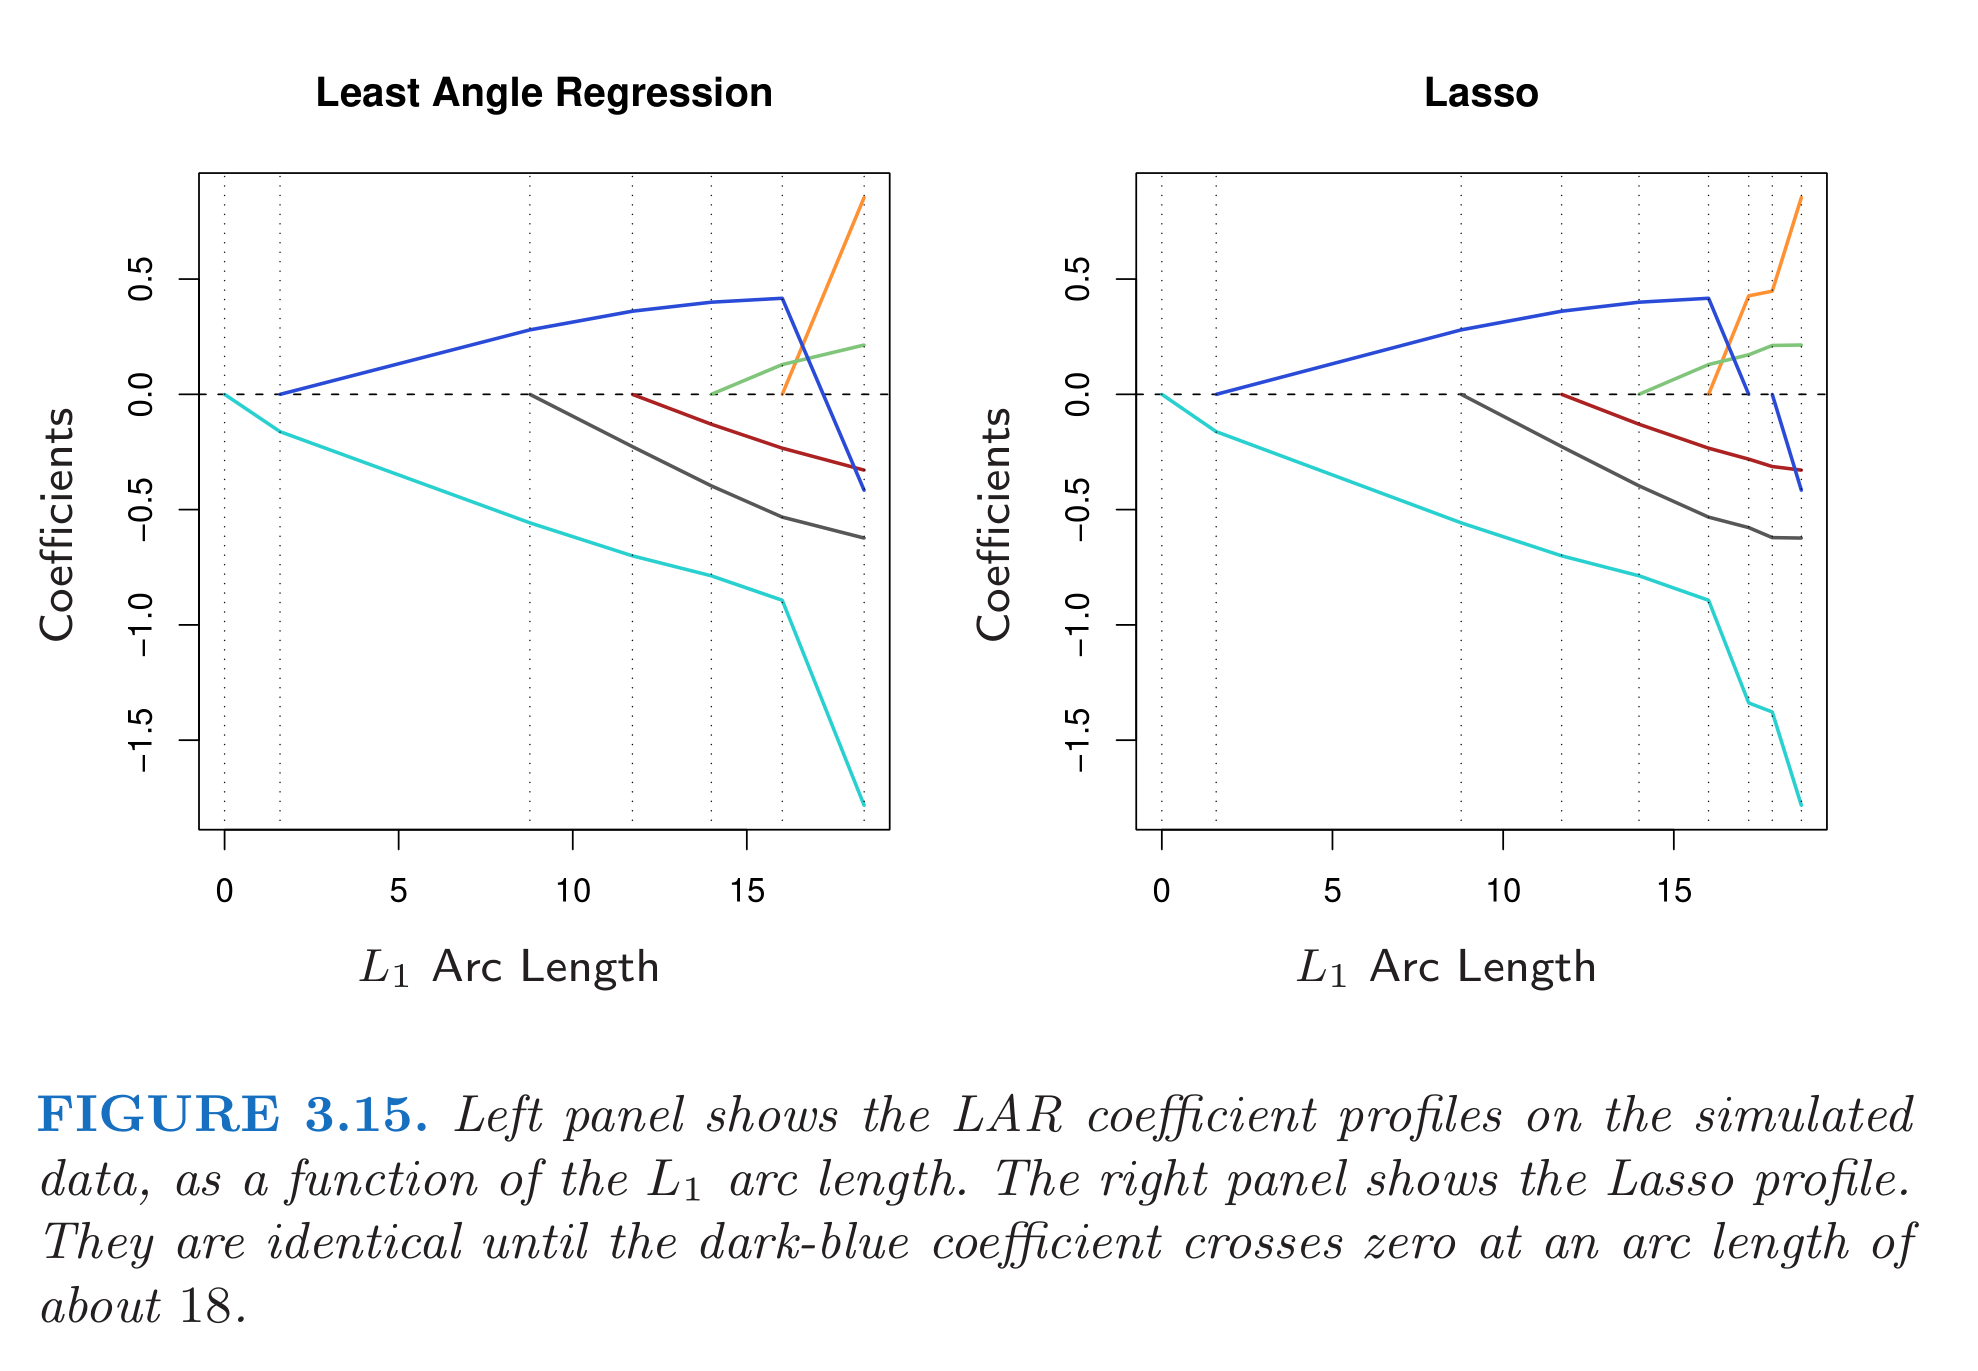 Least Angle Regression
Lasso
Coefficients
0.5
0.0
−0.5
−1.0
−1.5
0 5 10 15
L1 Arc Length
Coefficients
0.5
0.0
−0.5
−1.0
−1.5
0 5 10 15
L1 Arc Length
FIGURE 3.15. Left panel shows the LAR coefficient profiles on the simulated
data, as a function of the L1 arc length. The right panel shows the Lasso profile.
They are identical until the dark-blue coefficient crosses zero at an arc length of
about 18.